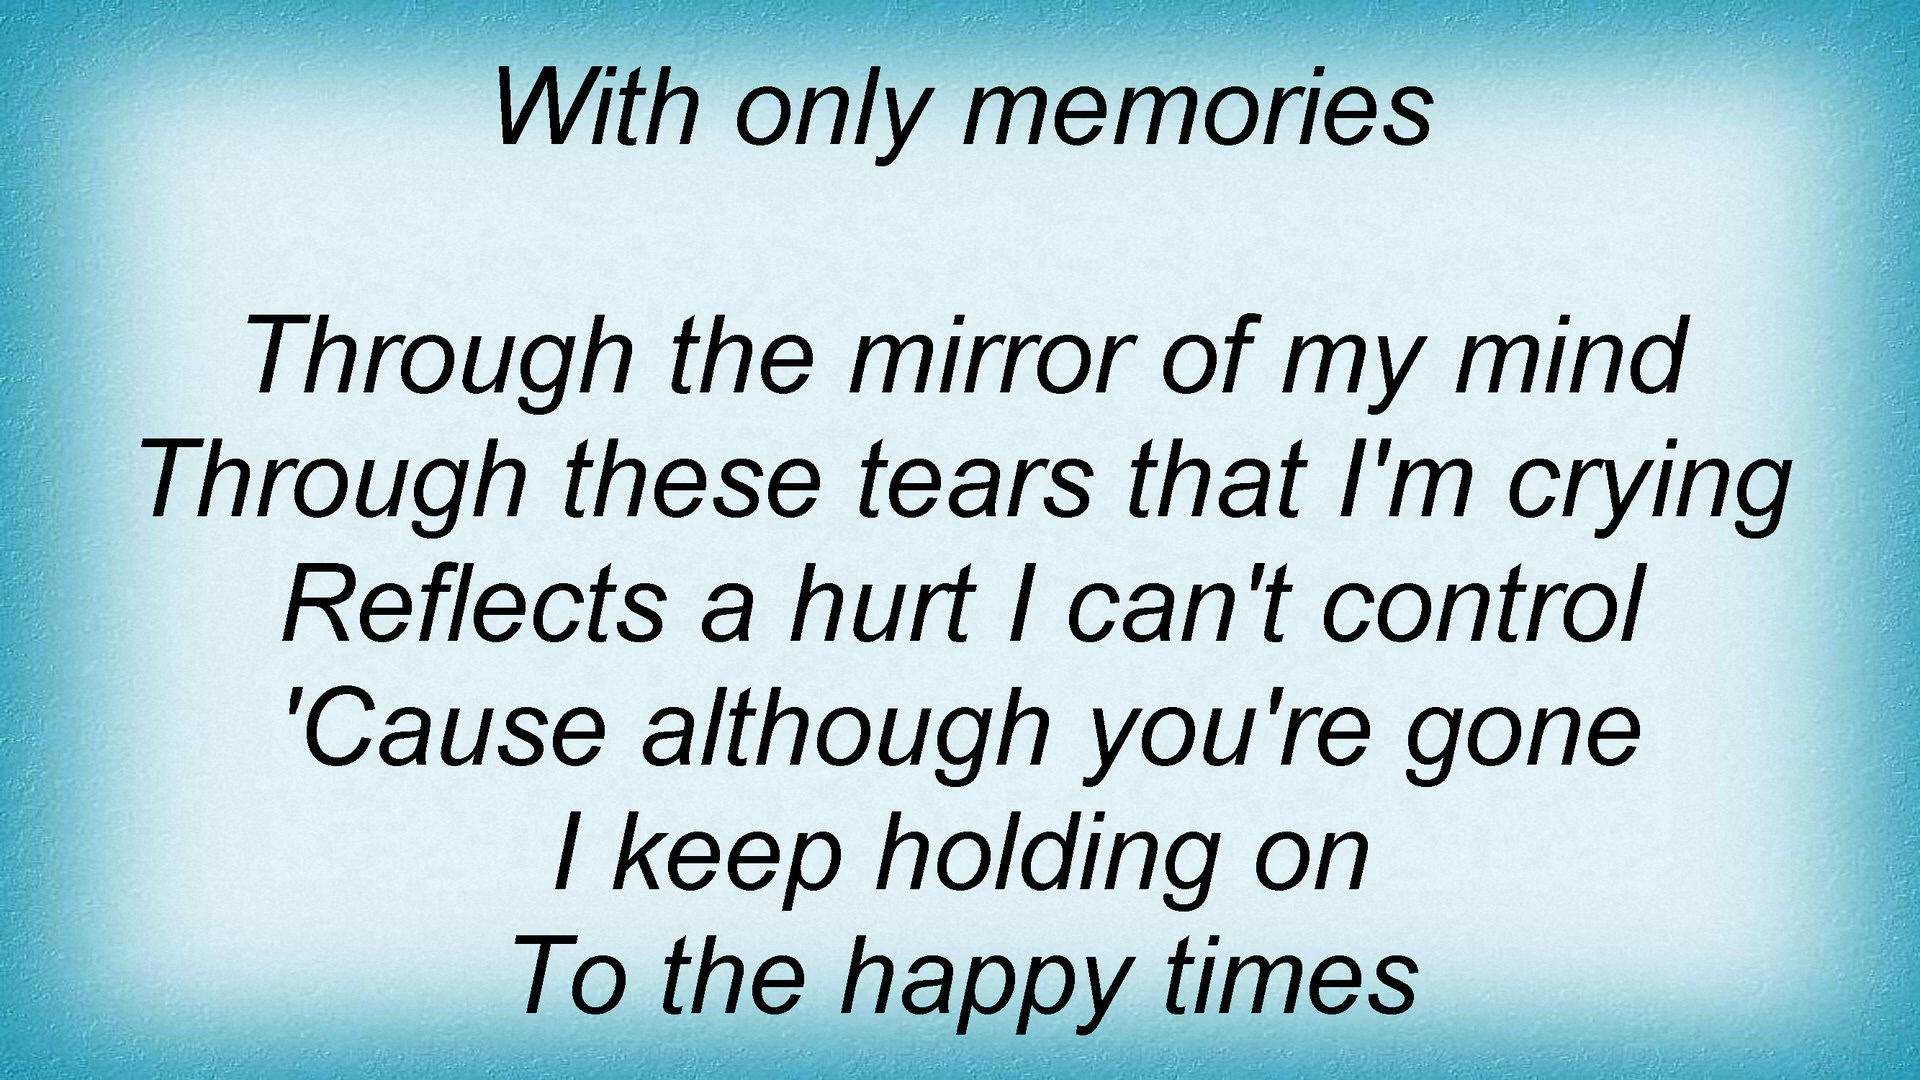 With only memories
Through the mirror of my mind
Through these tears that I'm crying
Reflects a hurt I can't control
'Cause although you're gone
I keep holding on
To the happy times